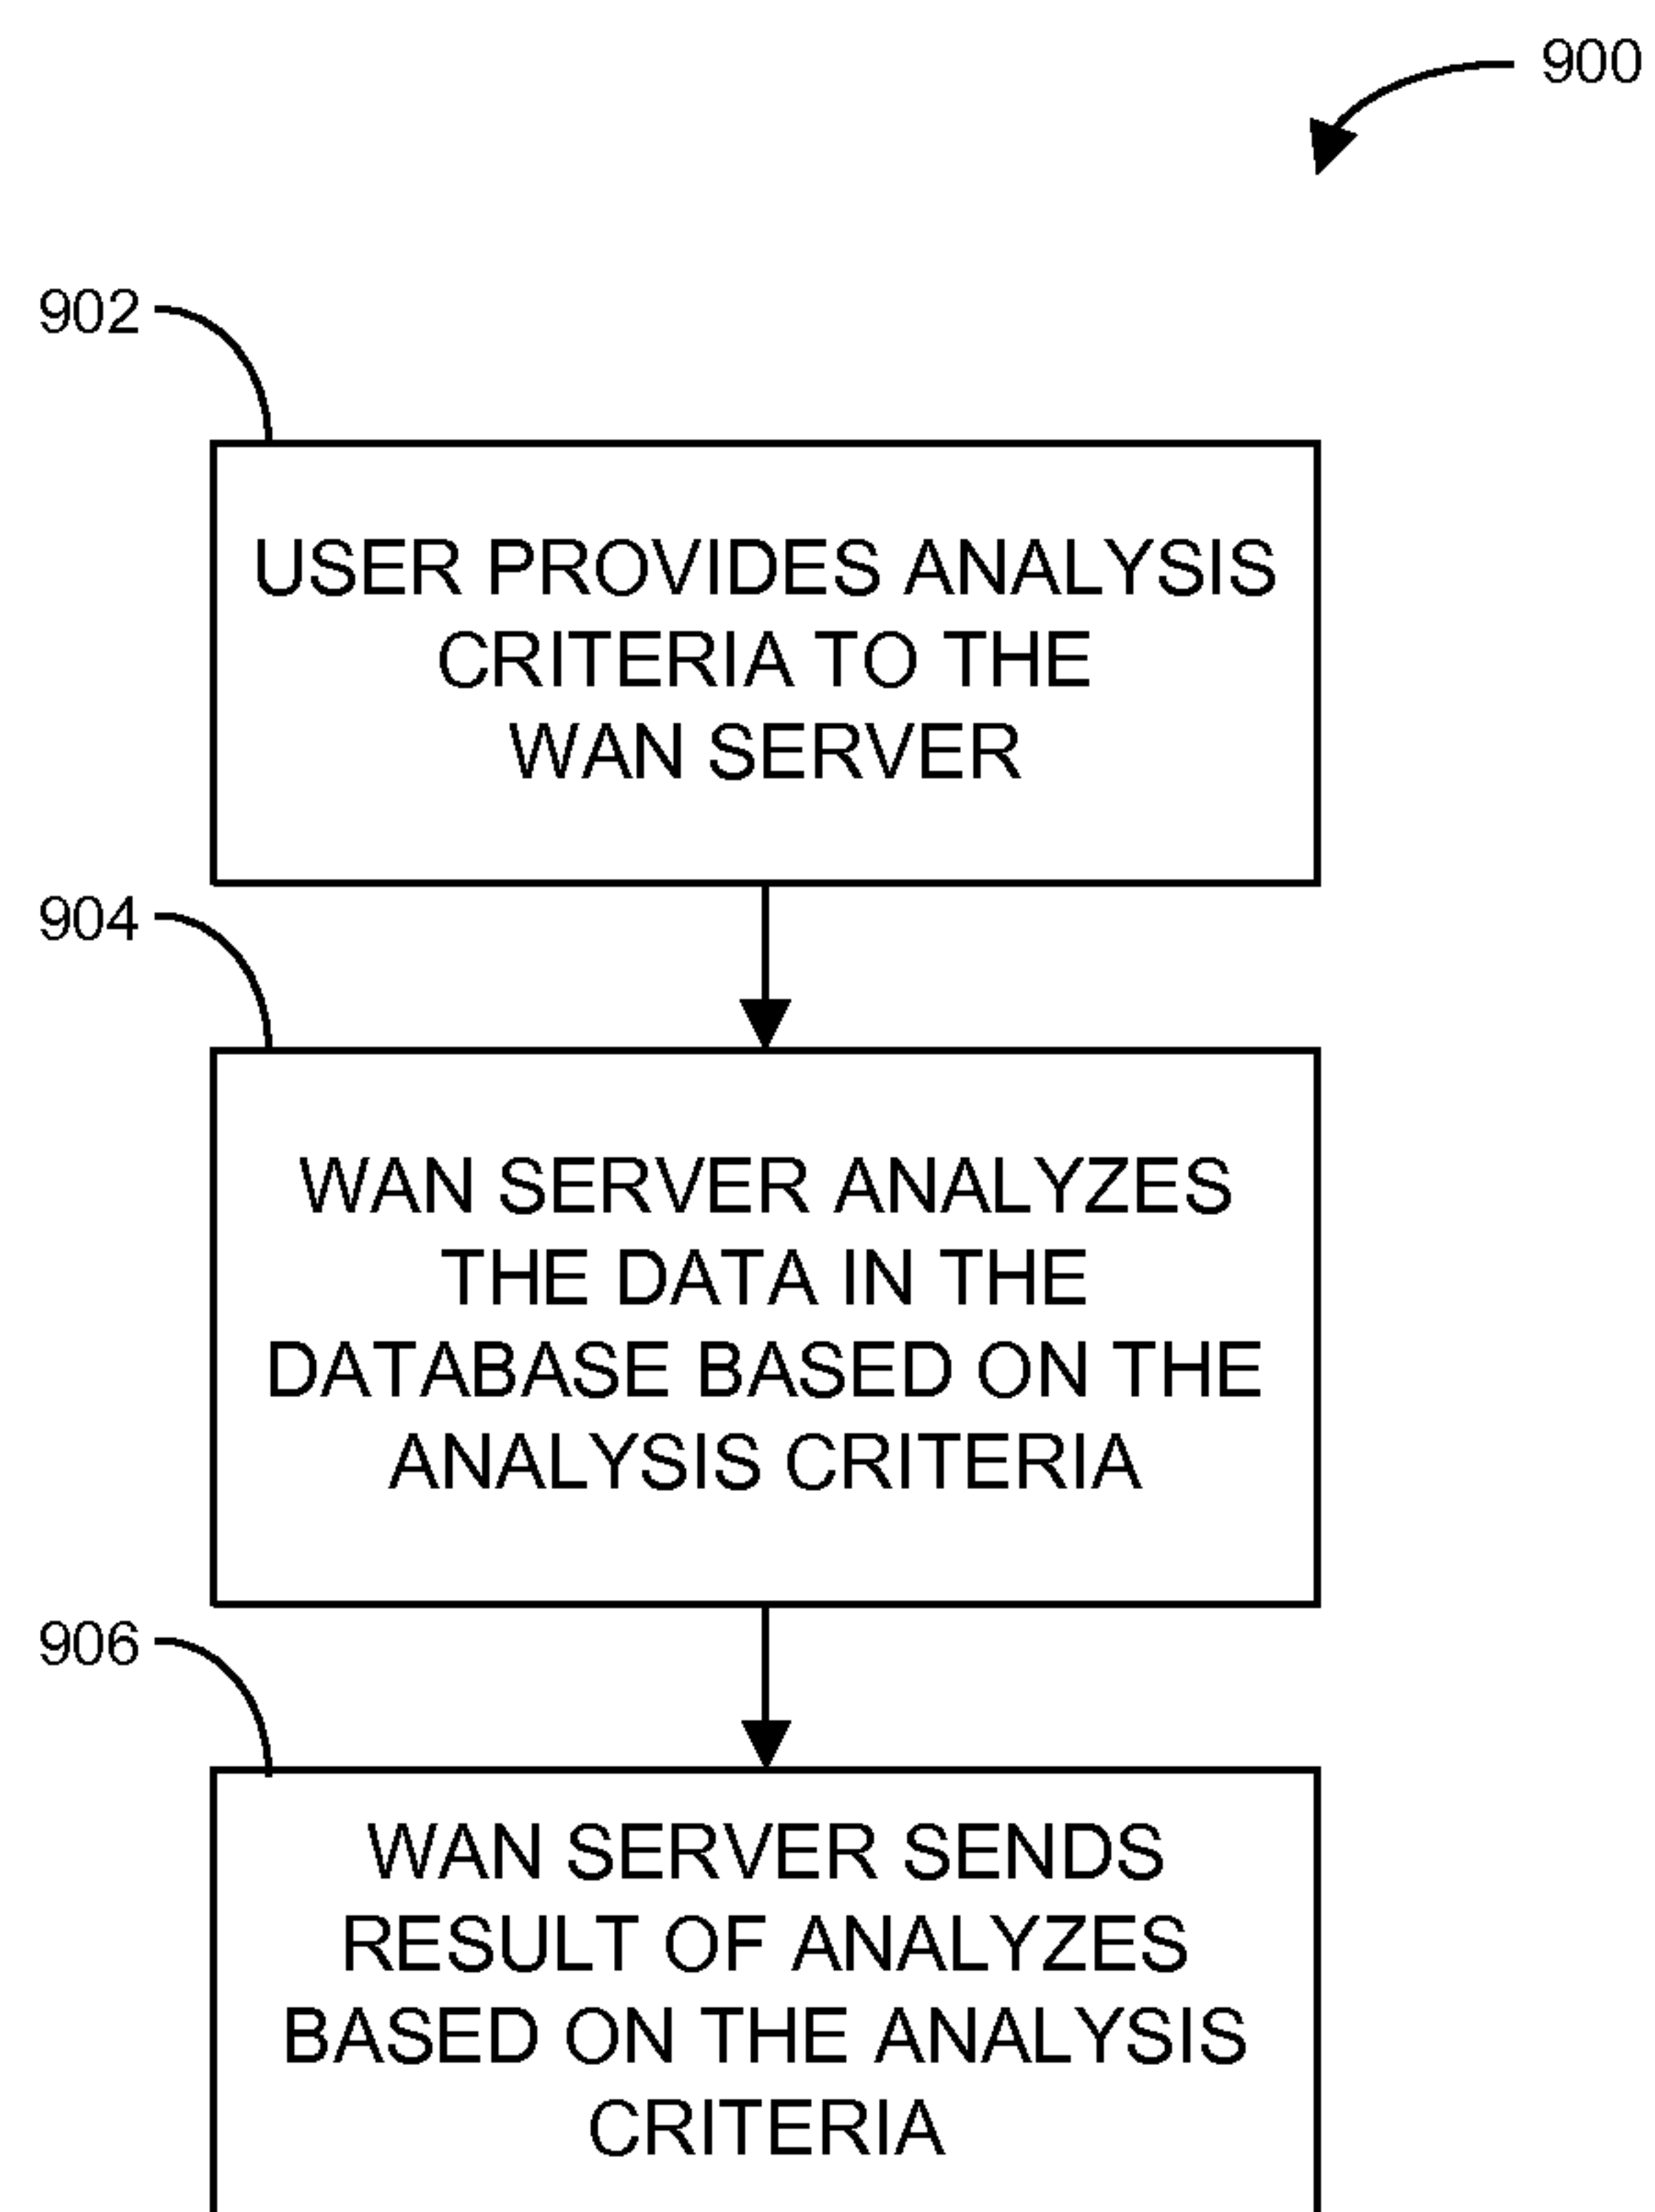 900
902
USER PROVIDES ANALYSIS
CRITERIA TO THE
WAN SERVER
904
WAN SERVER ANALYZES
THE DATA IN THE
DATABASE BASED ON THE
ANALYSIS CRITERIA
906
WAN SERVER SENDS
RESULT OF ANALYZES
BASED ON THE ANALYSIS
CRITERIA